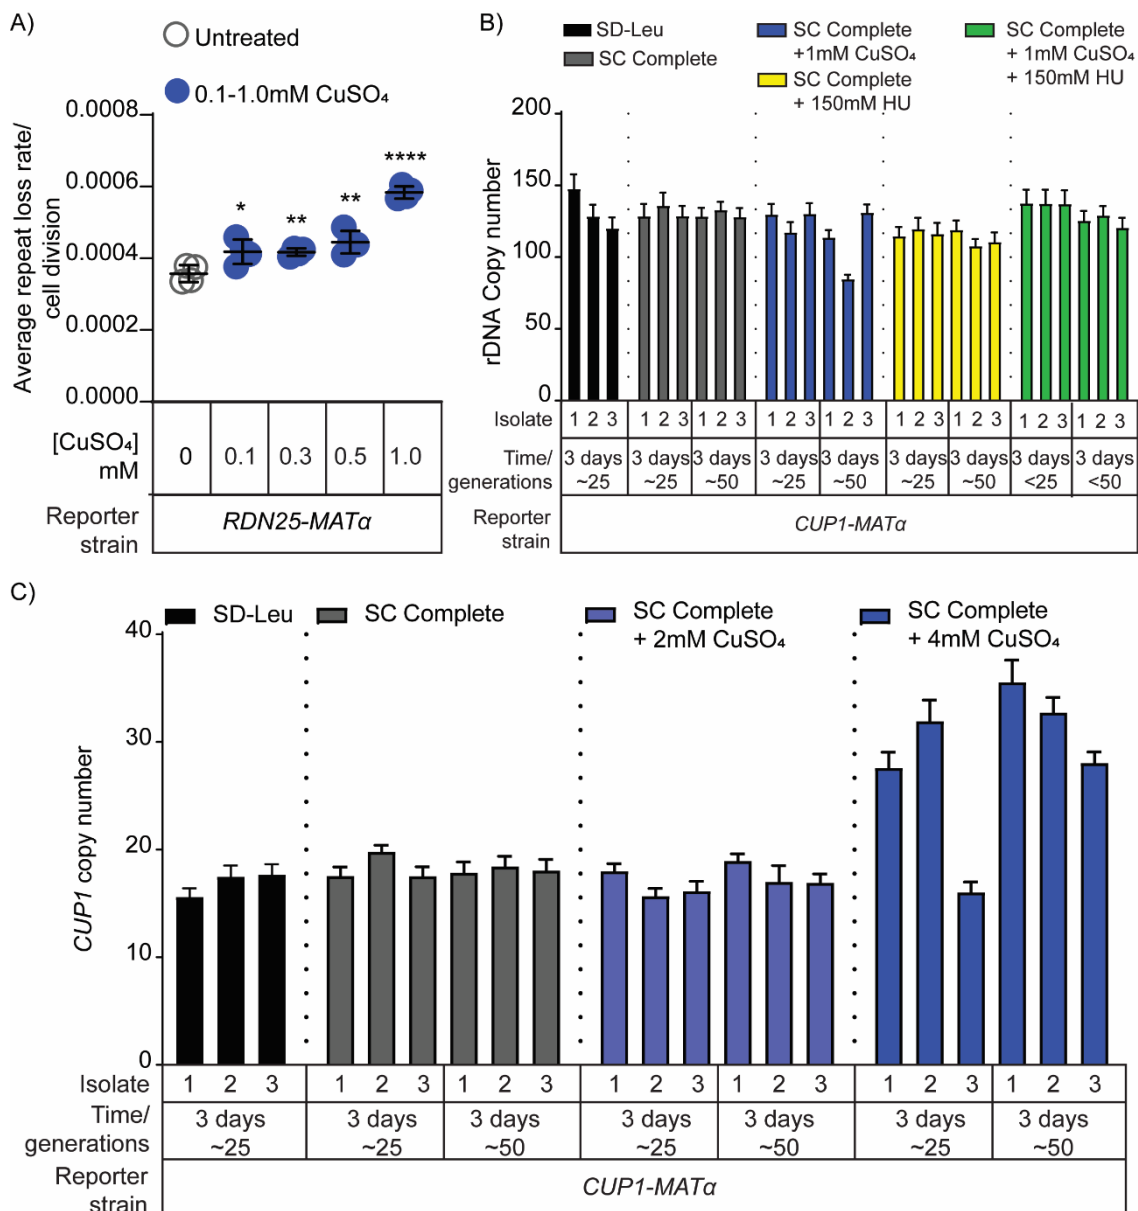 A)
Untreated
0.1-1.0mM CuSO₄
Average repeat loss rate/
cell division
0.0008
0.0006
0.0004
0.0002
0.0000
*
**
**
****
[CuSO₄]
mM
0 0.1 0.3 0.5 1.0
Reporter
strain
RDN25-MATα
B)
SD-Leu
SC Complete
SC Complete
+1mM CuSO₄
SC Complete
+ 150mM HU
SC Complete
+ 1mM CuSO₄
+ 150mM HU
rDNA Copy number
200
150
100
50
0
Isolate 1 2 3 1 2 3 1 2 3 1 2 3 1 2 3 1 2 3 1 2 3 1 2 3 1 2 3
Time/
generations
3 days 3 days 3 days 3 days 3 days 3 days
~25 ~25 ~50 ~25 ~50 ~25 ~50 <25 <50
Reporter
strain
CUP1-MATα
C)
SD-Leu
SC Complete
SC Complete
+ 2mM CuSO₄
SC Complete
+ 4mM CuSO₄
CUP1 copy number
40
30
20
10
0
Isolate 1 2 3 1 2 3 1 2 3 1 2 3 1 2 3 1 2 3 1 2 3
Time/
generations
3 days 3 days 3 days 3 days 3 days 3 days 3 days
~25 ~25 ~50 ~25 ~50 ~25 ~50
Reporter
strain
CUP1-MATα